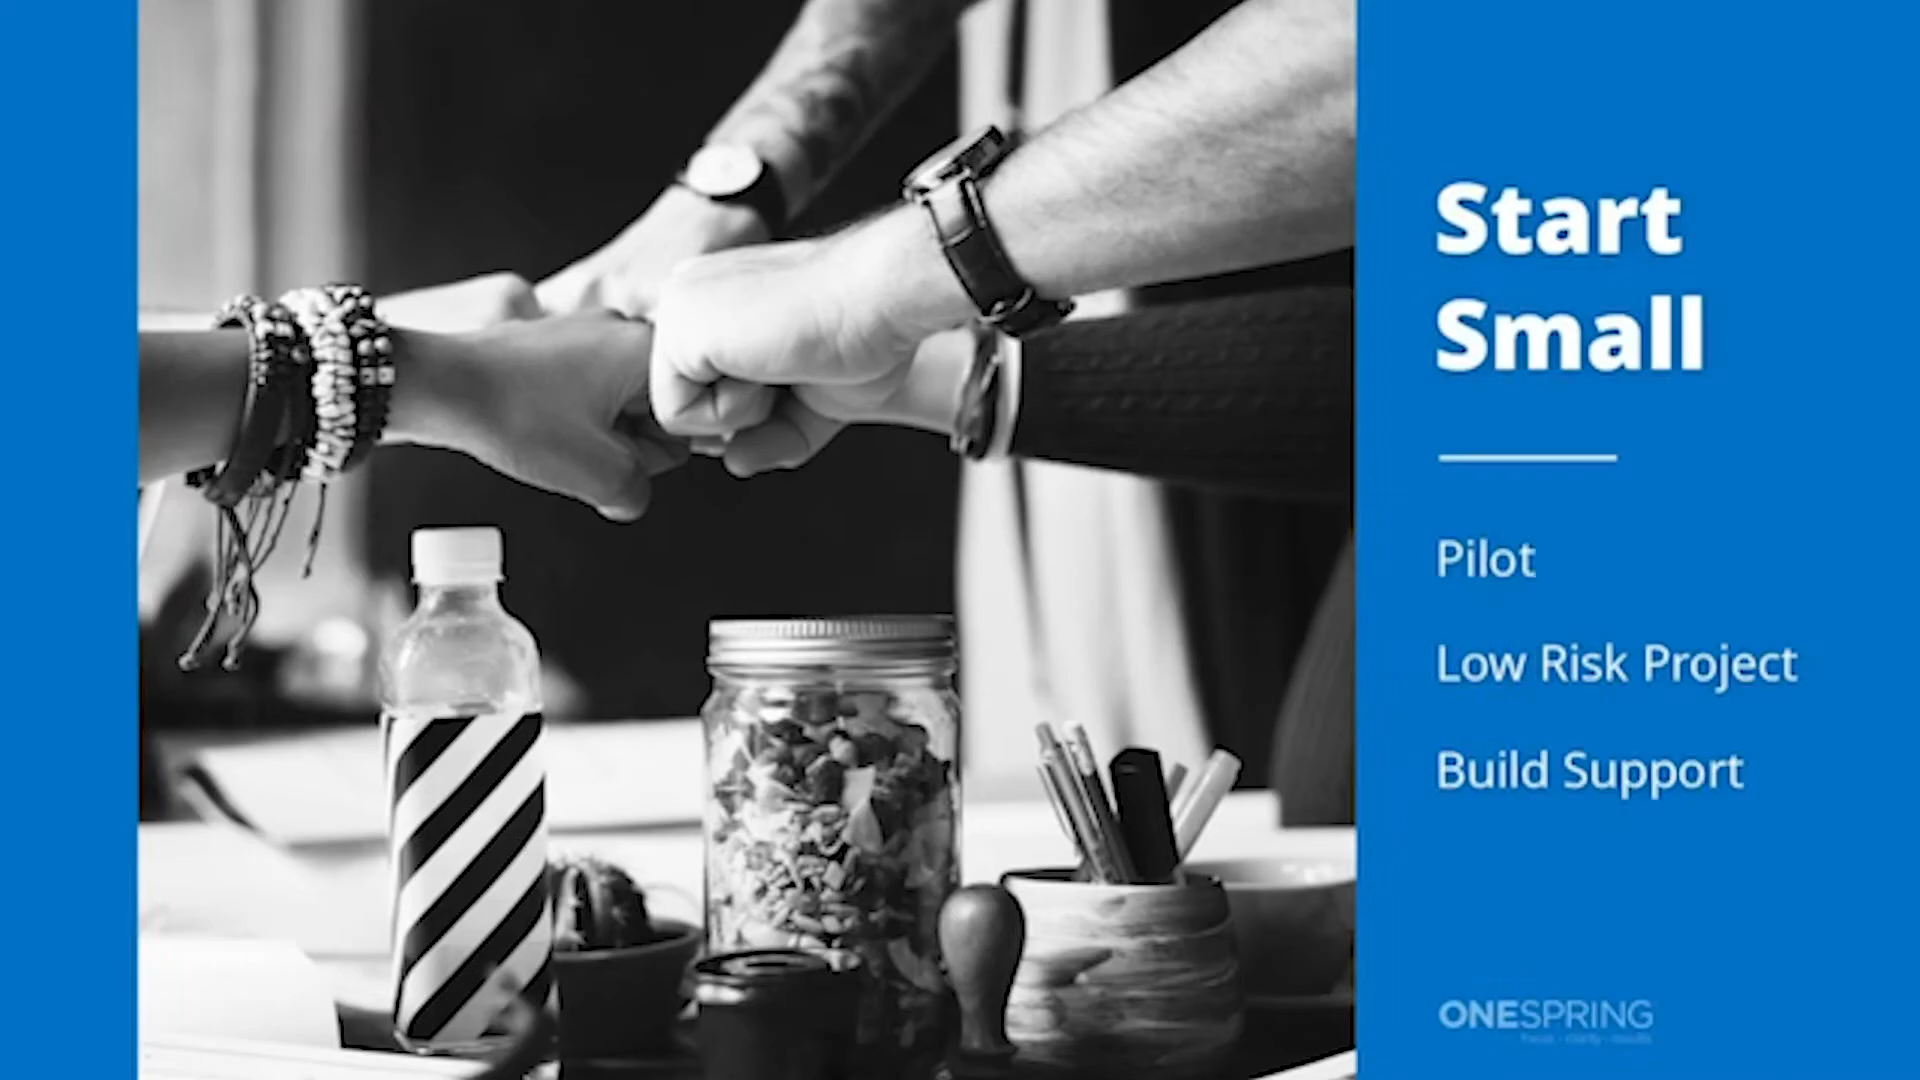 Start
Small
Pilot
Low Risk Project
Build Support
ONESPRING